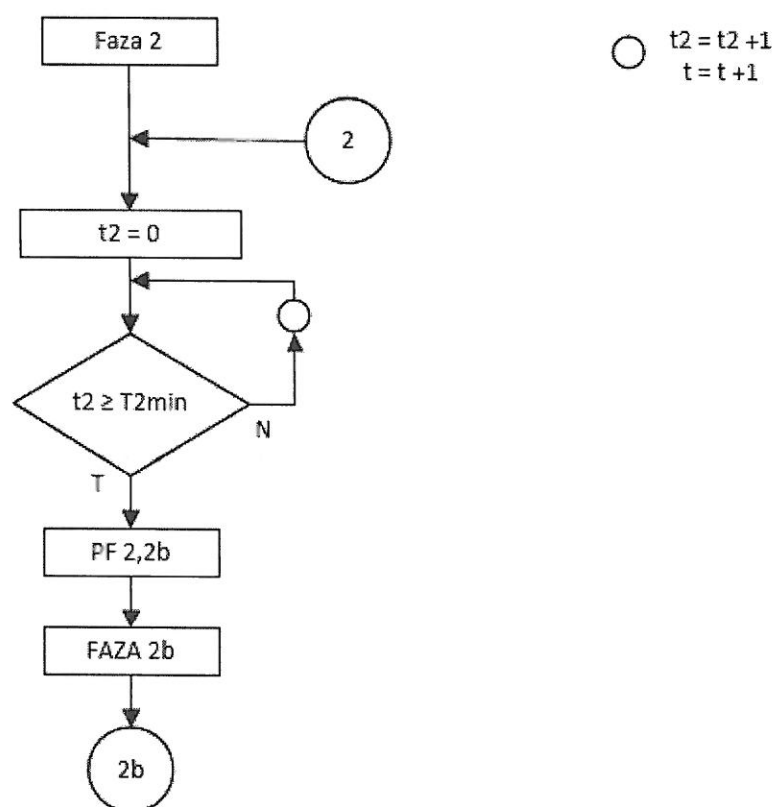 Faza 2
t2 = t2 +1
t = t +1
2
t2 = 0
t2 ≥ T2min
N
T
PF 2,2b
FAZA 2b
2b